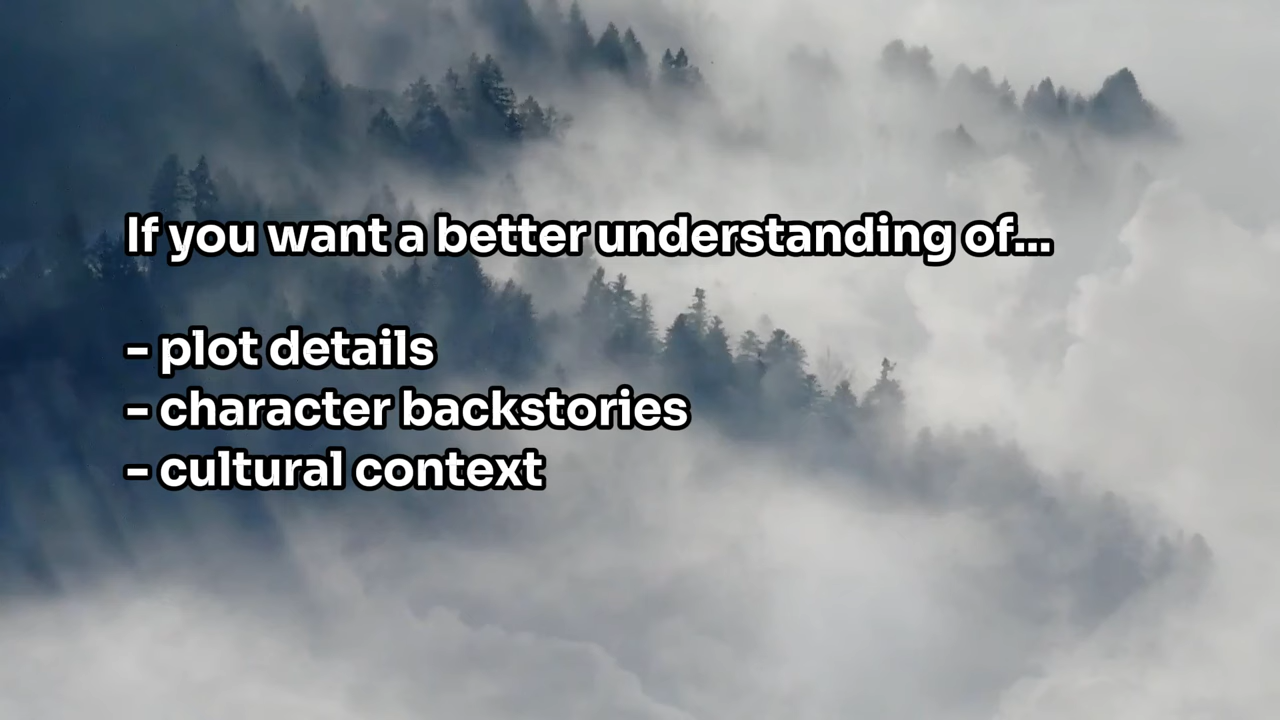 If you want a better understanding of...
- plot details
- character backstories
- cultural context